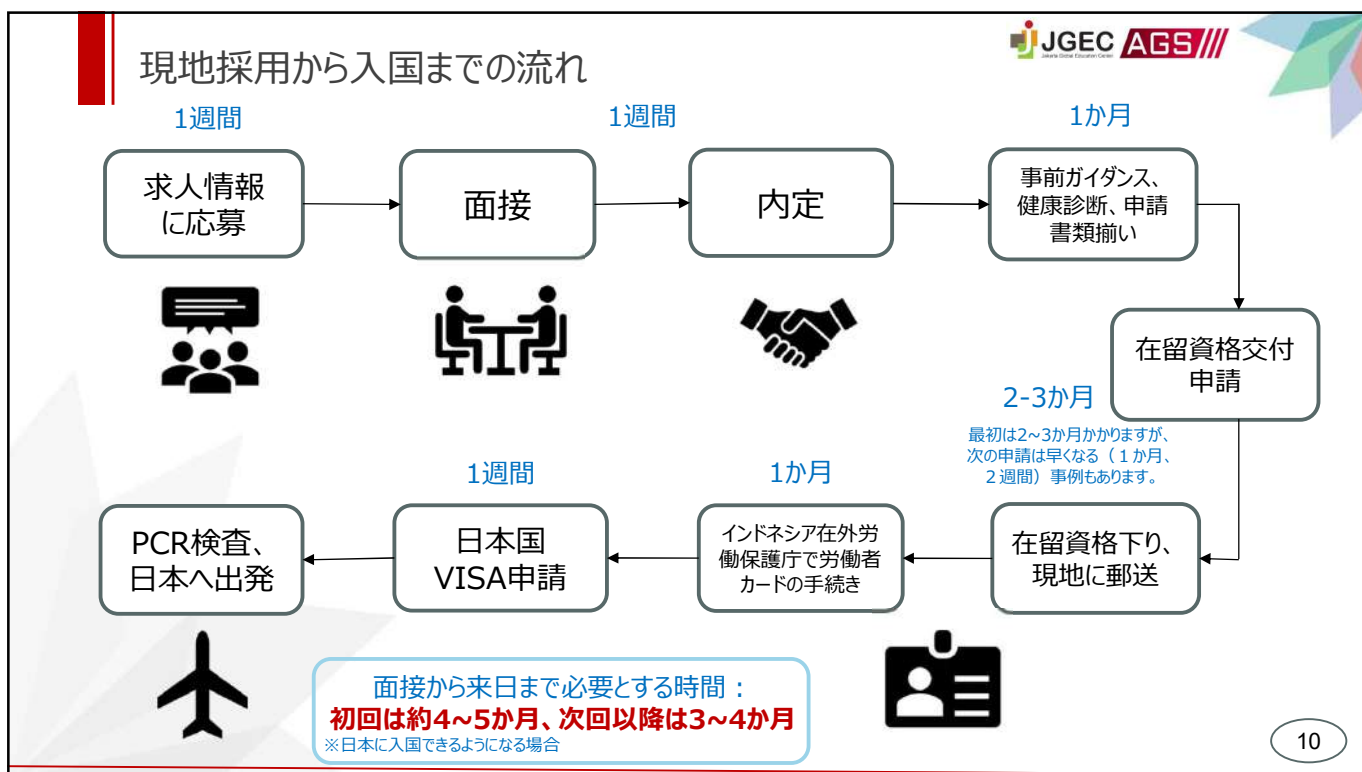 現地採用から入国までの流れ
JGEC AGS
Jakarta Global Education Center
1週間
1週間
1か月
求人情報
に応募
面接
内定
事前ガイダンス、
健康診断、申請
書類揃い
在留資格交付
申請
2-3か月
最初は2~3か月かかりますが、
次の申請は早くなる（１か月、
２週間）事例もあります。
1週間
1か月
PCR検査、
日本へ出発
日本国
VISA申請
インドネシア在外労
働保護庁で労働者
カードの手続き
在留資格下り、
現地に郵送
面接から来日まで必要とする時間：
初回は約4~5か月、次回以降は3~4か月
※日本に入国できるようになる場合
10